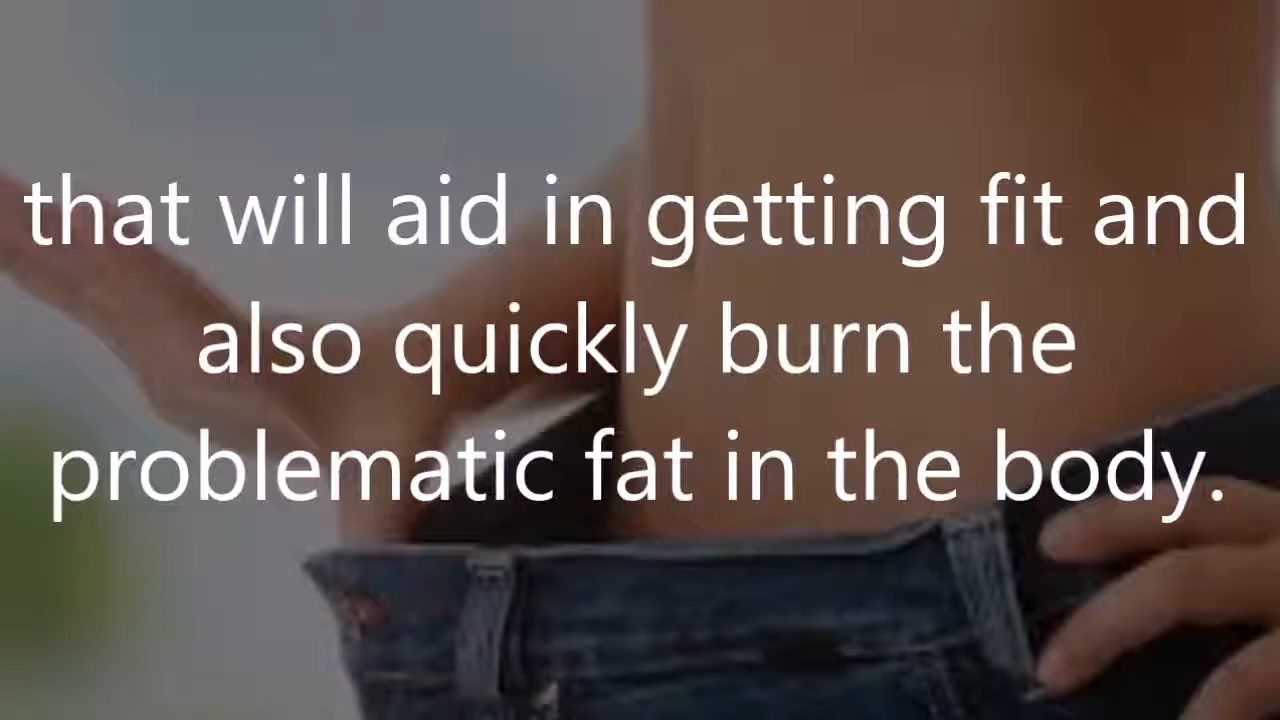 that will aid in getting fit and
also quickly burn the
problematic fat in the body.